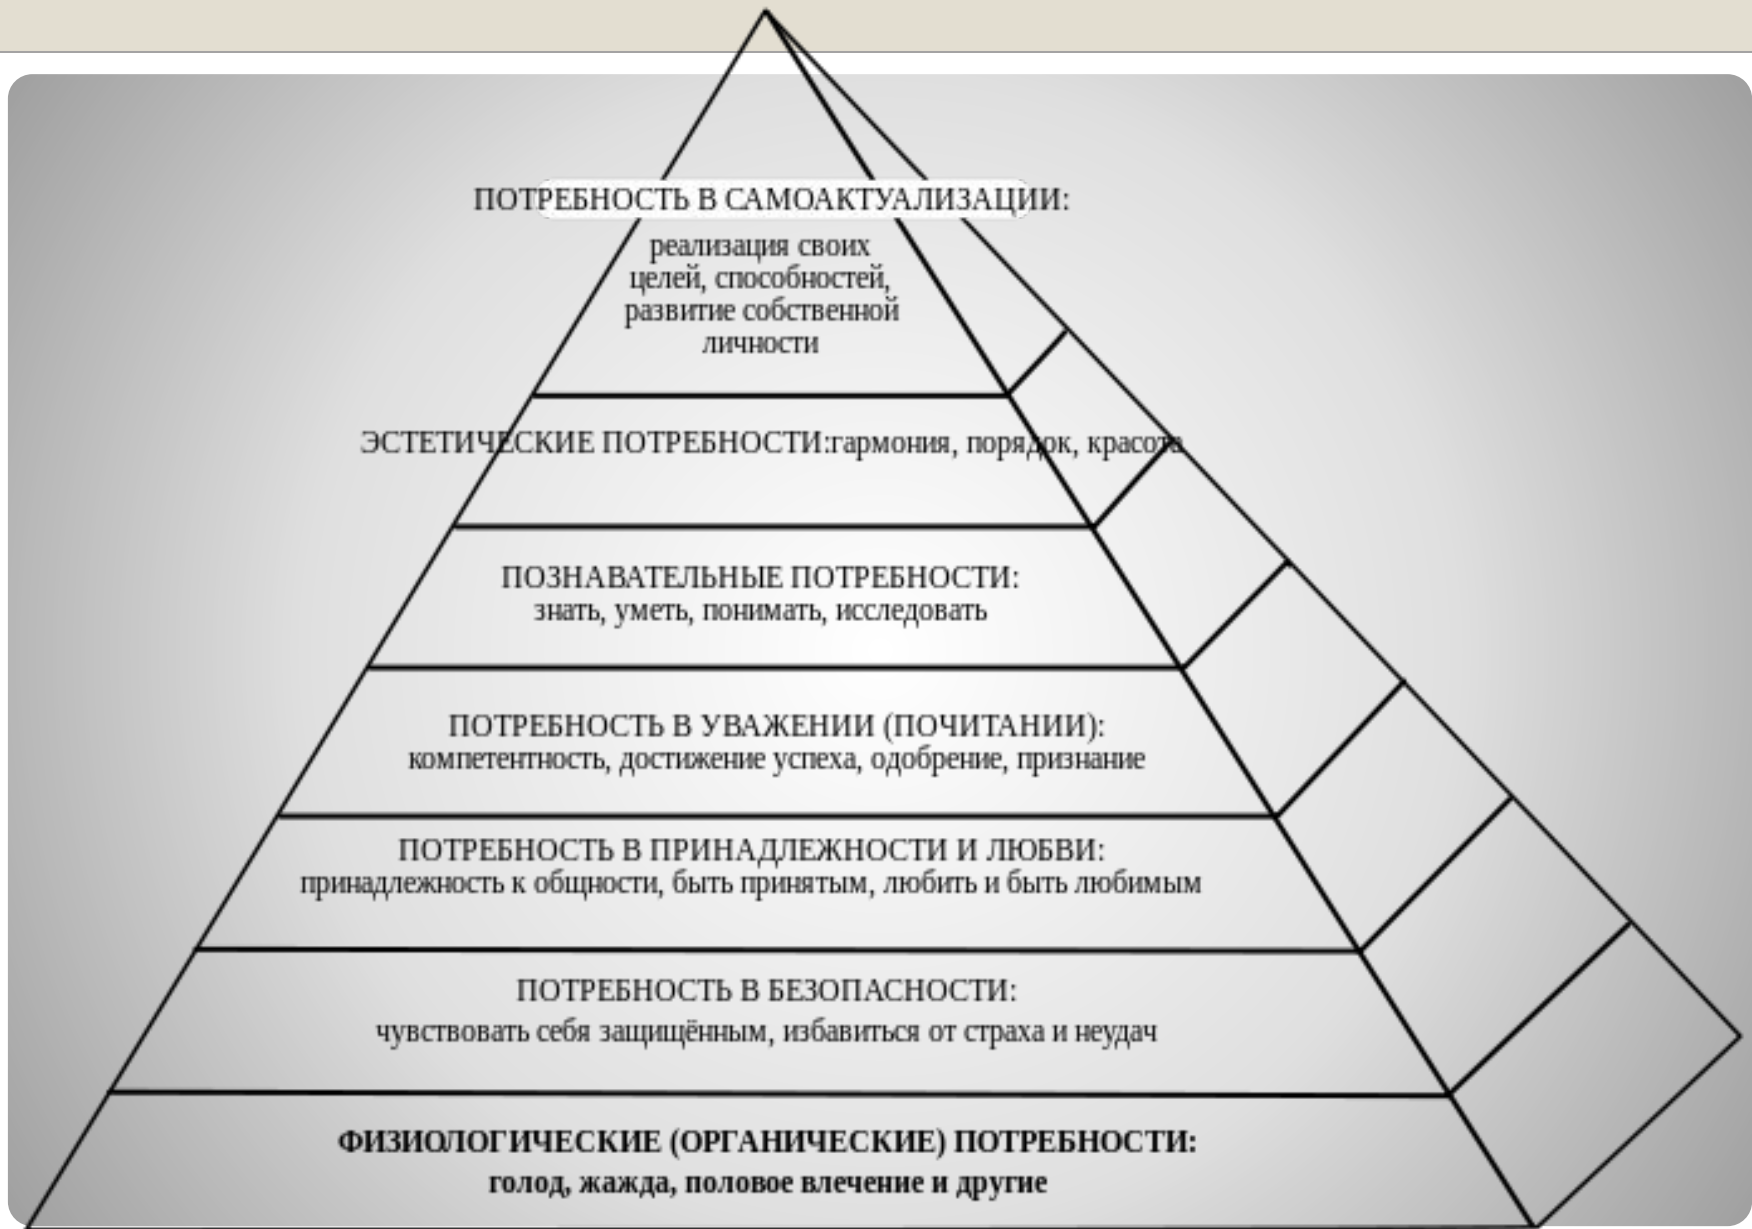 ПОТРЕБНОСТЬ В САМОАКТУАЛИЗАЦИИ:
реализация своих
целей, способностей,
развитие собственной
личности
ЭСТЕТИЧЕСКИЕ ПОТРЕБНОСТИ:гармония, порядок, красота
ПОЗНАВАТЕЛЬНЫЕ ПОТРЕБНОСТИ:
знать, уметь, понимать, исследовать
ПОТРЕБНОСТЬ В УВАЖЕНИИ (ПОЧИТАНИИ):
компетентность, достижение успеха, одобрение, признание
ПОТРЕБНОСТЬ В ПРИНАДЛЕЖНОСТИ И ЛЮБВИ:
принадлежность к общности, быть принятым, любить и быть любимым
ПОТРЕБНОСТЬ В БЕЗОПАСНОСТИ:
чувствовать себя защищённым, избавиться от страха и неудач
ФИЗИОЛОГИЧЕСКИЕ (ОРГАНИЧЕСКИЕ) ПОТРЕБНОСТИ:
голод, жажда, половое влечение и другие